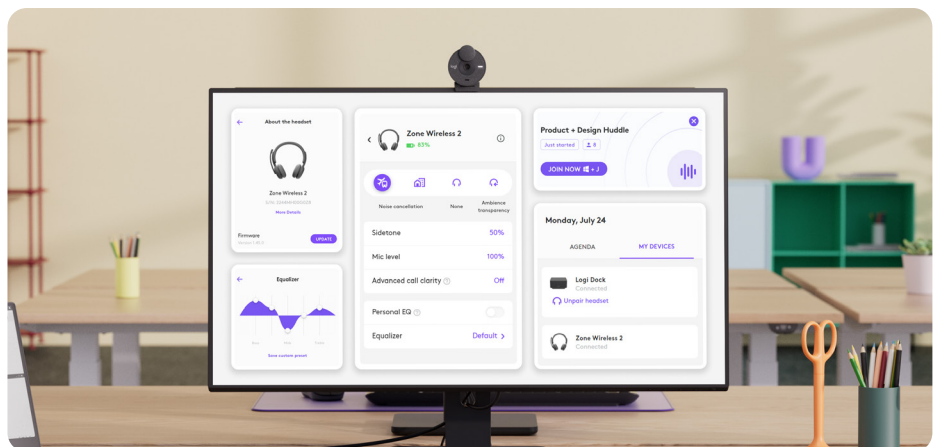 logi
About the headset
Zone Wireless 2
More Details
Firmware
UPDATE
Equalizer
Save custom preset
Zone Wireless 2
83%
Noise cancellation
None
Ambience
transparency
Sidetone
50%
Mic level
100%
Advanced call clarity
Off
Personal EQ
Equalizer
Default
Product + Design Huddle
Just started
8
JOIN NOW + J
Monday, July 24
AGENDA
MY DEVICES
Logi Dock
Connected
Unpair headset
Zone Wireless 2
Connected